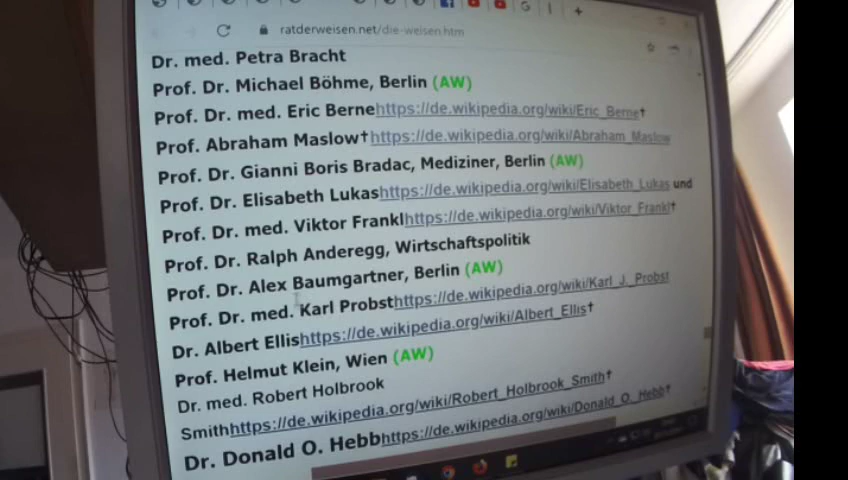 ratderweisen.net/die-weisen.htm
Dr. med. Petra Bracht
Prof. Dr. Michael Böhme, Berlin (AW)
Prof. Dr. med. Eric Bernehttps://de.wikipedia.org/wiki/Eric_Berne†
Prof. Abraham Maslow†https://de.wikipedia.org/wiki/Abraham_Maslow
Prof. Dr. Gianni Boris Bradac, Mediziner, Berlin (AW)
Prof. Dr. Elisabeth Lukashttps://de.wikipedia.org/wiki/Elisabeth_Lukas und
Prof. Dr. med. Viktor Franklhttps://de.wikipedia.org/wiki/Viktor_Frankl†
Prof. Dr. Ralph Anderegg, Wirtschaftspolitik
Prof. Dr. Alex Baumgartner, Berlin (AW)
Prof. Dr. med. Karl Probsthttps://de.wikipedia.org/wiki/Karl_J._Probst
Dr. Albert Ellishttps://de.wikipedia.org/wiki/Albert_Ellis†
Prof. Helmut Klein, Wien (AW)
Dr. med. Robert Holbrook
Smithhttps://de.wikipedia.org/wiki/Robert_Holbrook_Smith†
Dr. Donald O. Hebbhttps://de.wikipedia.org/wiki/Donald_O._Hebb†